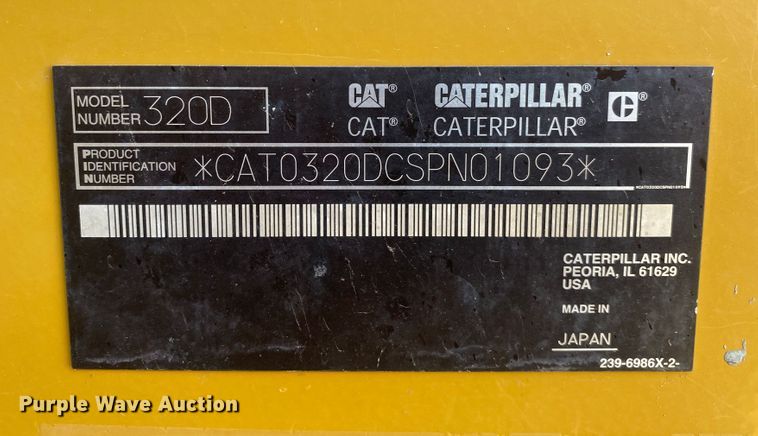 MODEL NUMBER 320D
CAT® CATERPILLAR® C®
CAT® CATERPILLAR®
PRODUCT IDENTIFICATION NUMBER *CAT0320DCSPN01093*
*CAT0320DCSPN01093*
CATERPILLAR INC.
PEORIA, IL 61629
USA
MADE IN
JAPAN
239-6986X-2-
Purple Wave Auction